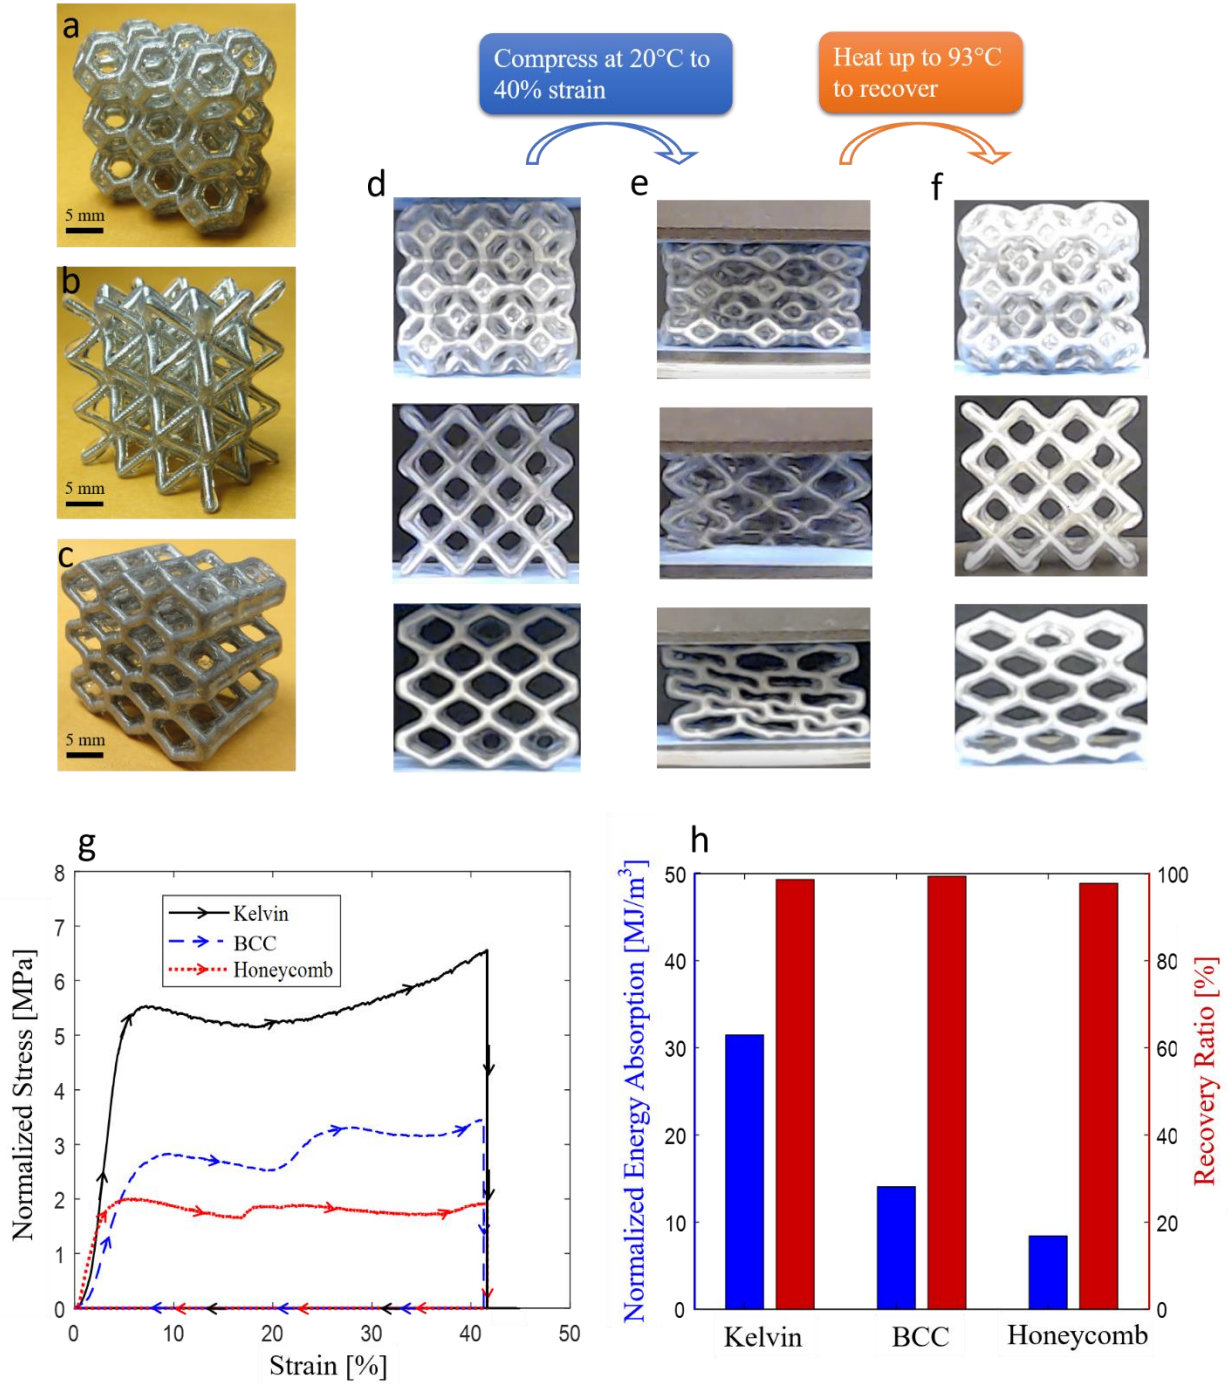 a
5 mm
b
5 mm
c
5 mm
Compress at 20°C to
40% strain
Heat up to 93°C
to recover
d
e
f
g
8
7
6
5
4
3
2
1
0
0
10
20
30
40
50
Normalized Stress [MPa]
Strain [%]
Kelvin
BCC
Honeycomb
h
50
40
30
20
10
0
Normalized Energy Absorption [MJ/m³]
100
80
60
40
20
0
Recovery Ratio [%]
Kelvin
BCC
Honeycomb